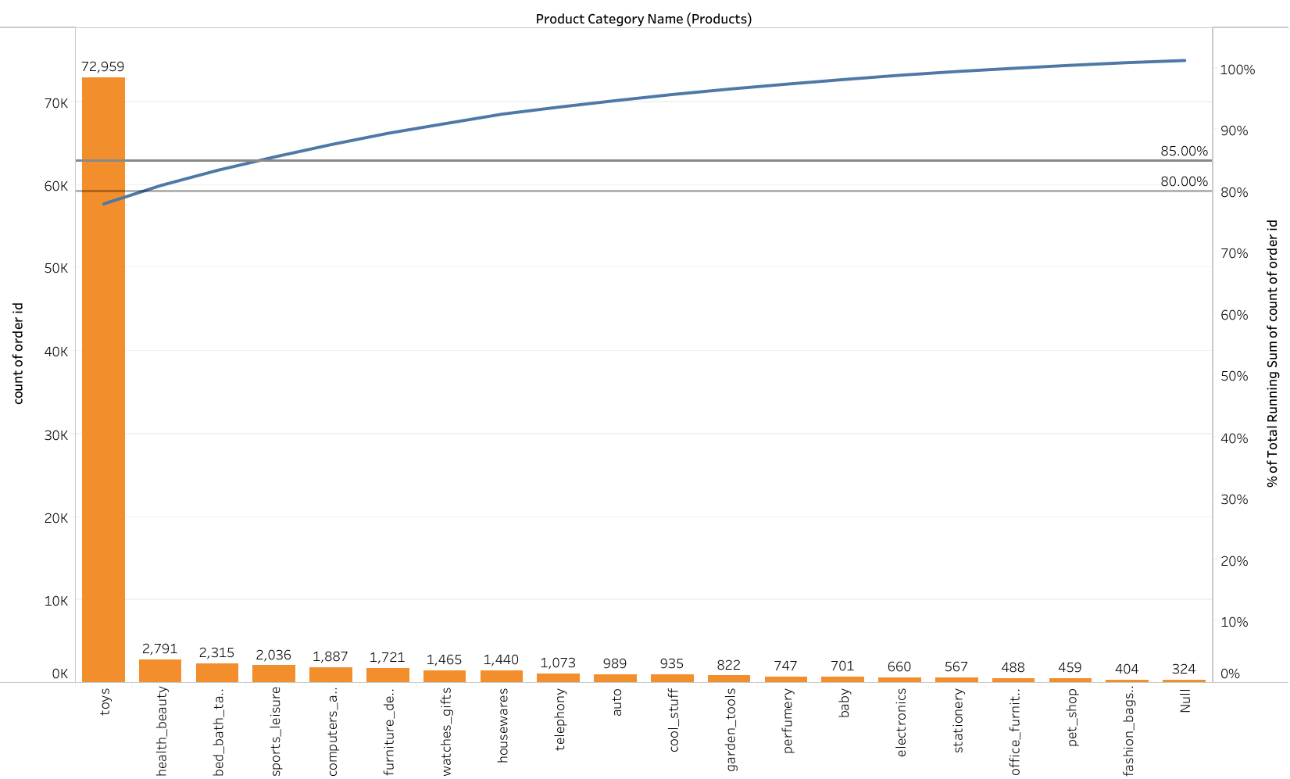 Product Category Name (Products)
72,959
70K
60K
50K
40K
30K
20K
10K
0K
count of order id
100%
90%
80%
70%
60%
50%
40%
30%
20%
10%
0%
% of Total Running Sum of count of order id
85.00%
80.00%
2,791
2,315
2,036
1,887
1,721
1,465
1,440
1,073
989
935
822
747
701
660
567
488
459
404
324
toys
health_beauty
bed_bath_ta..
sports_leisure
computers_a..
furniture_de..
watches_gifts
housewares
telephony
auto
cool_stuff
garden_tools
perfumery
baby
electronics
stationery
office_furnit..
pet_shop
fashion_bags..
Null